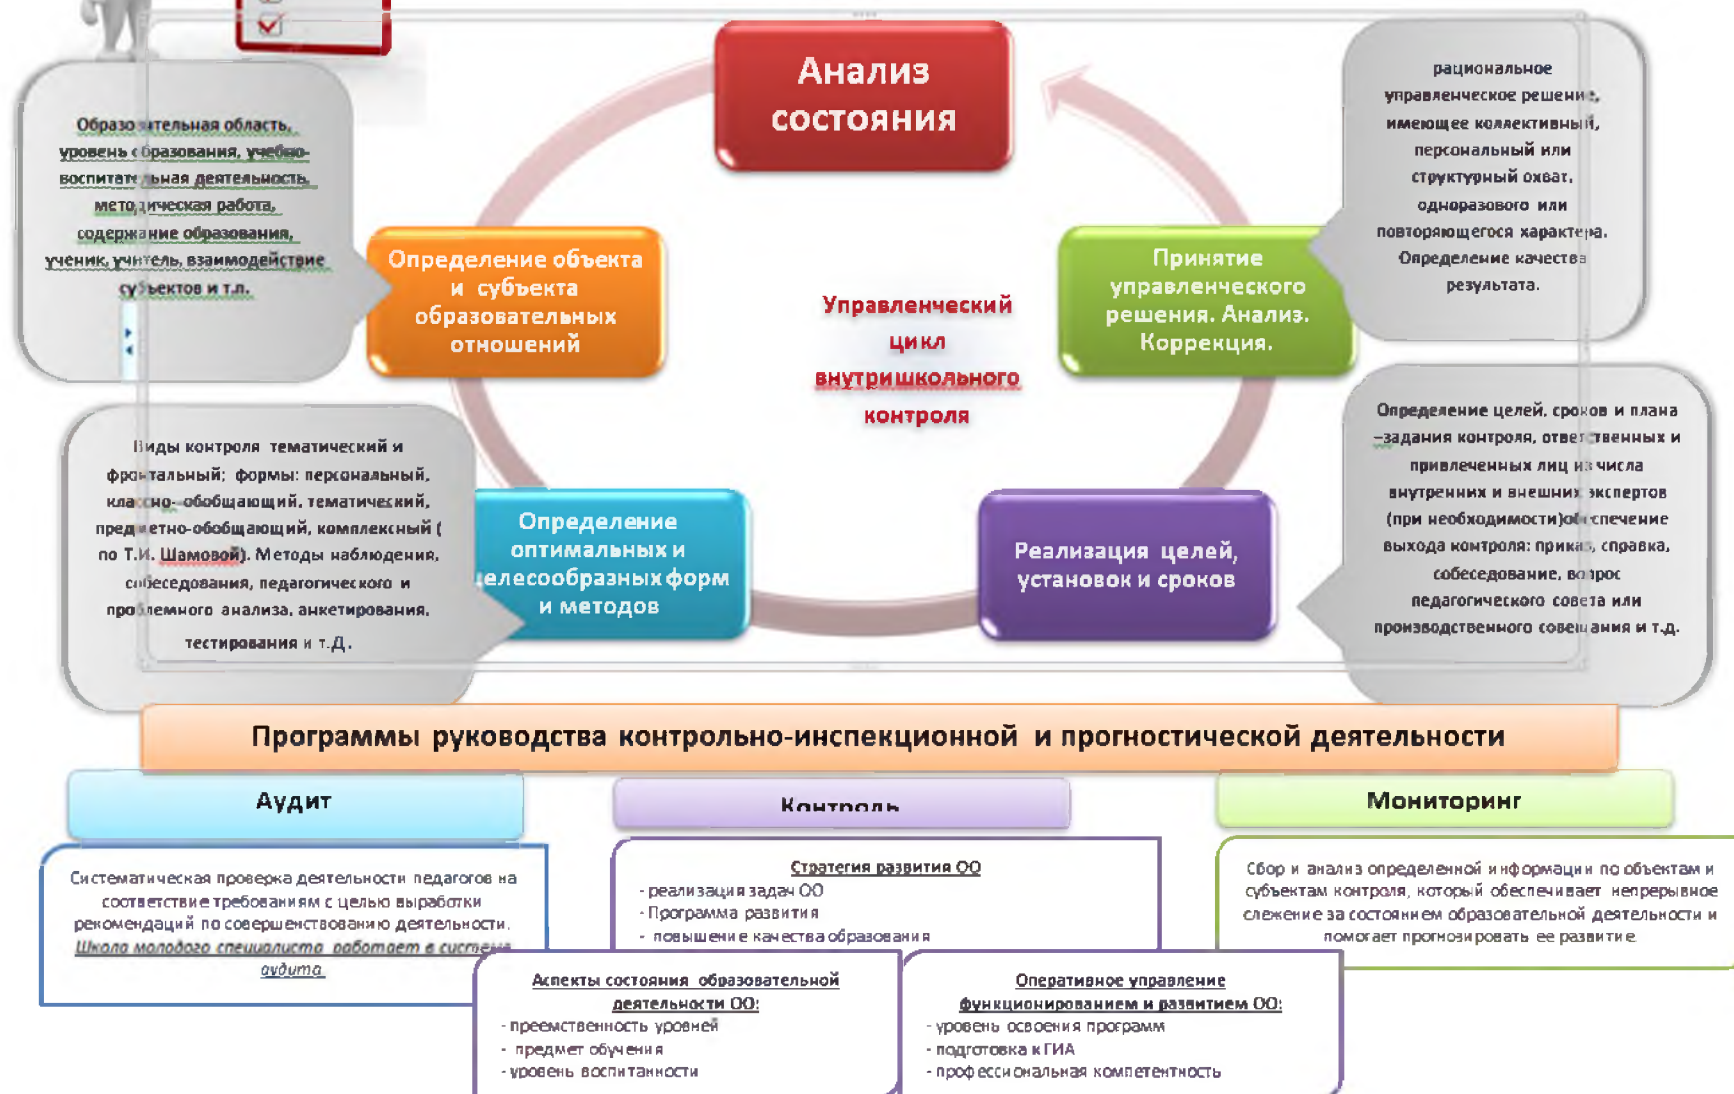 Анализ
состояния
Образовательная область,
уровень образования, учебно-
воспитательная деятельность,
методическая работа,
содержание образования,
ученик, учитель, взаимодействие
субъектов и т.п.
рациональное
управленческое решение,
имеющее коллективный,
персональный или
структурный охват,
одноразового или
повторяющегося характера.
Определение качества
результата.
Определение объекта
и субъекта
образовательных
отношений
Управленческий
цикл
внутришкольного
контроля
Принятие
управленческого
решения. Анализ.
Коррекция.
Виды контроля тематический и
фронтальный; формы: персональный,
классно- обобщающий, тематический,
предметно-обобщающий, комплексный (
по Т.И. Шамовой). Методы наблюдения,
собеседования, педагогического и
проблемного анализа, анкетирования,
тестирования и т.Д.
Определение
оптимальных и
целесообразных форм
и методов
Реализация целей,
установок и сроков
Определение целей, сроков и плана
–задания контроля, ответственных и
привлеченных лиц из числа
внутренних и внешних экспертов
(при необходимости)обеспечение
выхода контроля: приказ, справка,
собеседование, вопрос
педагогического совета или
производственного совещания и т.д.
Программы руководства контрольно-инспекционной и прогностической деятельности
Аудит
Контроль
Мониторинг
Систематическая проверка деятельности педагогов на
соответствие требованиям с целью выработки
рекомендаций по совершенствованию деятельности.
Школа молодого специалиста работает в системе
аудита.
Стратегия развития ОО
- реализация задач ОО
- Программа развития
- повышение качества образования
Сбор и анализ определенной информации по объектам и
субъектам контроля, который обеспечивает непрерывное
слежение за состоянием образовательной деятельности и
помогает прогнозировать ее развитие.
Аспекты состояния образовательной
деятельности ОО:
- преемственность уровней
- предмет обучения
- уровень воспитанности
Оперативное управление
функционированием и развитием ОО:
- уровень освоения программ
- подготовка к ГИА
- профессиональная компетентность